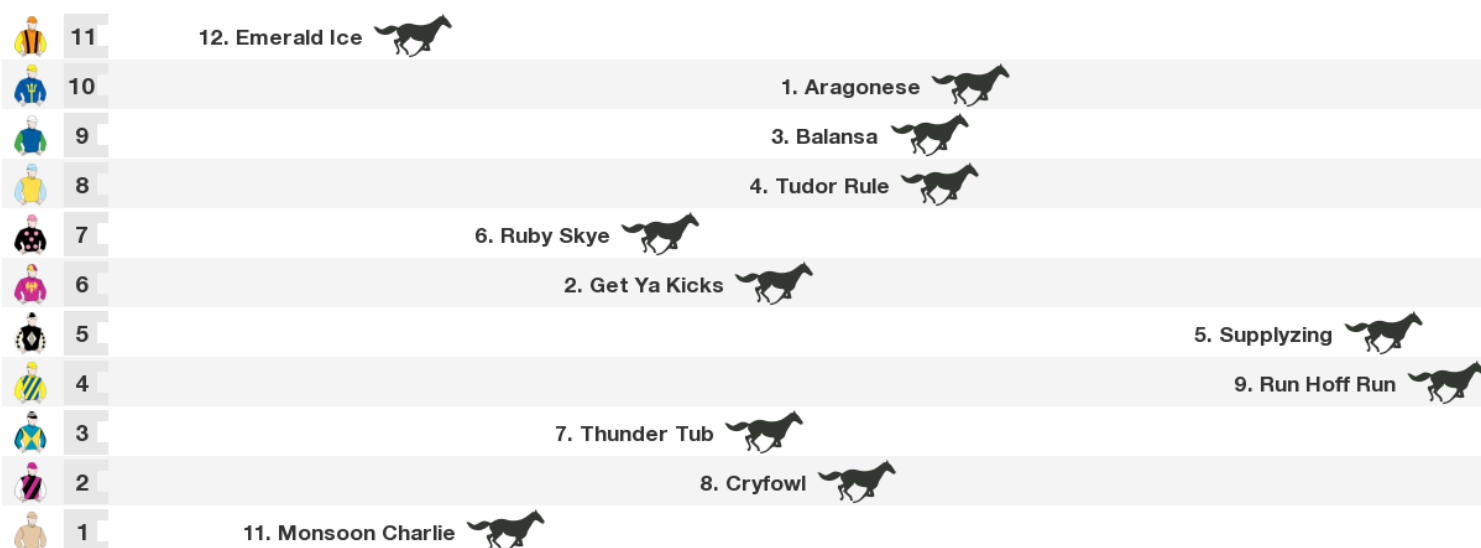 11 12. Emerald Ice
10 1. Aragonese
9 3. Balansa
8 4. Tudor Rule
7 6. Ruby Skye
6 2. Get Ya Kicks
5 5. Supplyzing
4 9. Run Hoff Run
3 7. Thunder Tub
2 8. Cryfowl
1 11. Monsoon Charlie